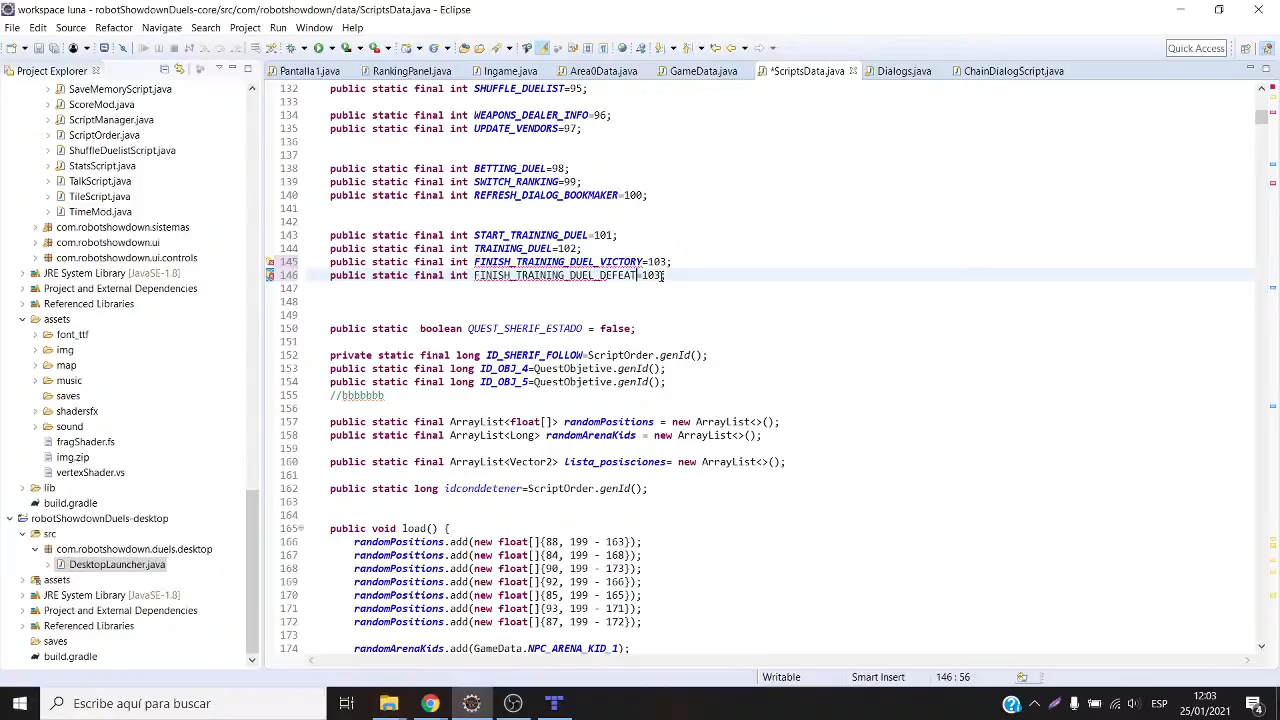 workspace luna - robotShowdownDuels-core/src/com/robotshowdown/data/ScriptsData.java - Eclipse
File Edit Source Refactor Navigate Search Project Run Window Help
Quick Access
Project Explorer
Pantalla1.java RankingPanel.java Ingame.java Area0Data.java GameData.java *ScriptsData.java Dialogs.java ChainDialogScript.java
SaveMemoryScript.java
ScoreMod.java
ScriptManager.java
ScriptOrder.java
ShuffleDuelistScript.java
StatsScript.java
TalkScript.java
TileScript.java
TimeMod.java
com.robotshowdown.sistemas
com.robotshowdown.ui
com.robotshowdown.ui.controls
JRE System Library [JavaSE-1.8]
Project and External Dependencies
Referenced Libraries
assets
font_ttf
img
map
music
saves
shadersfx
sound
fragShader.fs
img.zip
vertexShader.vs
lib
build.gradle
robotShowdownDuels-desktop
src
com.robotshowdown.duels.desktop
DesktopLauncher.java
assets
JRE System Library [JavaSE-1.8]
Project and External Dependencies
Referenced Libraries
saves
build.gradle
132 public static final int SHUFFLE_DUELIST=95;
133
134 public static final int WEAPONS_DEALER_INFO=96;
135 public static final int UPDATE_VENDORS=97;
136
137
138 public static final int BETTING_DUEL=98;
139 public static final int SWITCH_RANKING=99;
140 public static final int REFRESH_DIALOG_BOOKMAKER=100;
141
142
143 public static final int START_TRAINING_DUEL=101;
144 public static final int TRAINING_DUEL=102;
145 public static final int FINISH_TRAINING_DUEL_VICTORY=103;
146 public static final int FINISH_TRAINING_DUEL_DEFEAT=103;
147
148
149
150 public static  boolean QUEST_SHERIF_ESTADO = false;
151
152 private static final long ID_SHERIF_FOLLOW=ScriptOrder.genId();
153 public static final long ID_OBJ_4=QuestObjetive.genId();
154 public static final long ID_OBJ_5=QuestObjetive.genId();
155 //bbbbbbb
156
157 public static final ArrayList<float[]> randomPositions = new ArrayList<>();
158 public static final ArrayList<Long> randomArenaKids = new ArrayList<>();
159
160 public static final ArrayList<Vector2> lista_posisciones= new ArrayList<>();
161
162 public static long idconddetener=ScriptOrder.genId();
163
164
165 public void load() {
166 randomPositions.add(new float[]{88, 199 - 163});
167 randomPositions.add(new float[]{84, 199 - 168});
168 randomPositions.add(new float[]{90, 199 - 173});
169 randomPositions.add(new float[]{92, 199 - 166});
170 randomPositions.add(new float[]{85, 199 - 165});
171 randomPositions.add(new float[]{93, 199 - 171});
172 randomPositions.add(new float[]{87, 199 - 172});
173
174 randomArenaKids.add(GameData.NPC_ARENA_KID_1);
Writable Smart Insert 146 : 56
Escribe aquí para buscar
ESP
12:03
25/01/2021
4